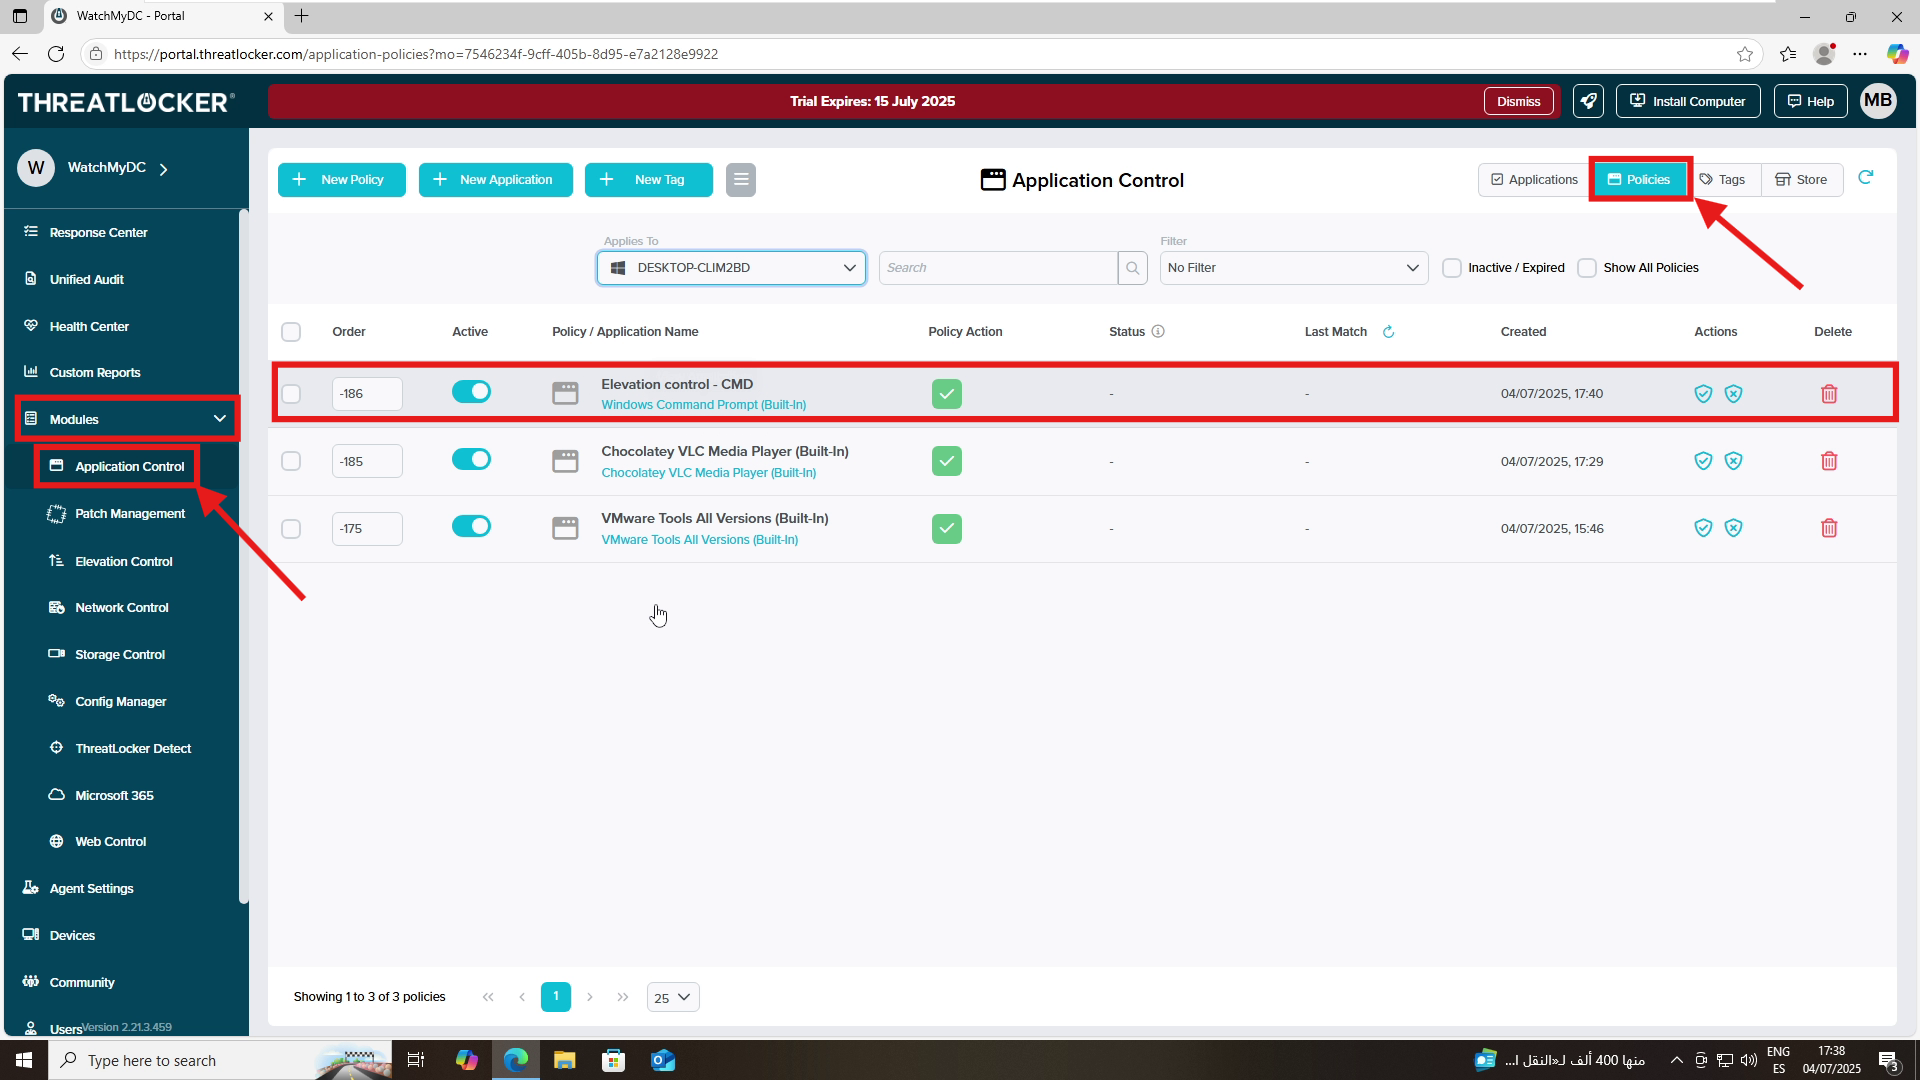 WatchMyDC - Portal
https://portal.threatlocker.com/application-policies?mo=7546234f-9cff-405b-8d95-e7a2128e9922
THREATLOCKER®
Trial Expires: 15 July 2025
Dismiss
Install Computer
Help
MB
W
WatchMyDC
New Policy
New Application
New Tag
Application Control
Applications
Policies
Tags
Store
Response Center
Unified Audit
Health Center
Custom Reports
Modules
Application Control
Patch Management
Elevation Control
Network Control
Storage Control
Config Manager
ThreatLocker Detect
Microsoft 365
Web Control
Agent Settings
Devices
Community
Users
Version 2.21.3.459
Applies To
DESKTOP-CLIM2BD
Search
Filter
No Filter
Inactive / Expired
Show All Policies
Order Active Policy / Application Name Policy Action Status Last Match Created Actions Delete
-186 Elevation control - CMD - - 04/07/2025, 17:40
Windows Command Prompt (Built-In)
-185 Chocolatey VLC Media Player (Built-In) - - 04/07/2025, 17:29
Chocolatey VLC Media Player (Built-In)
-175 VMware Tools All Versions (Built-In) - - 04/07/2025, 15:46
VMware Tools All Versions (Built-In)
Showing 1 to 3 of 3 policies
1
25
Type here to search
منها 400 ألف لـ«النقل ا...
ENG
ES
17:38
04/07/2025
3